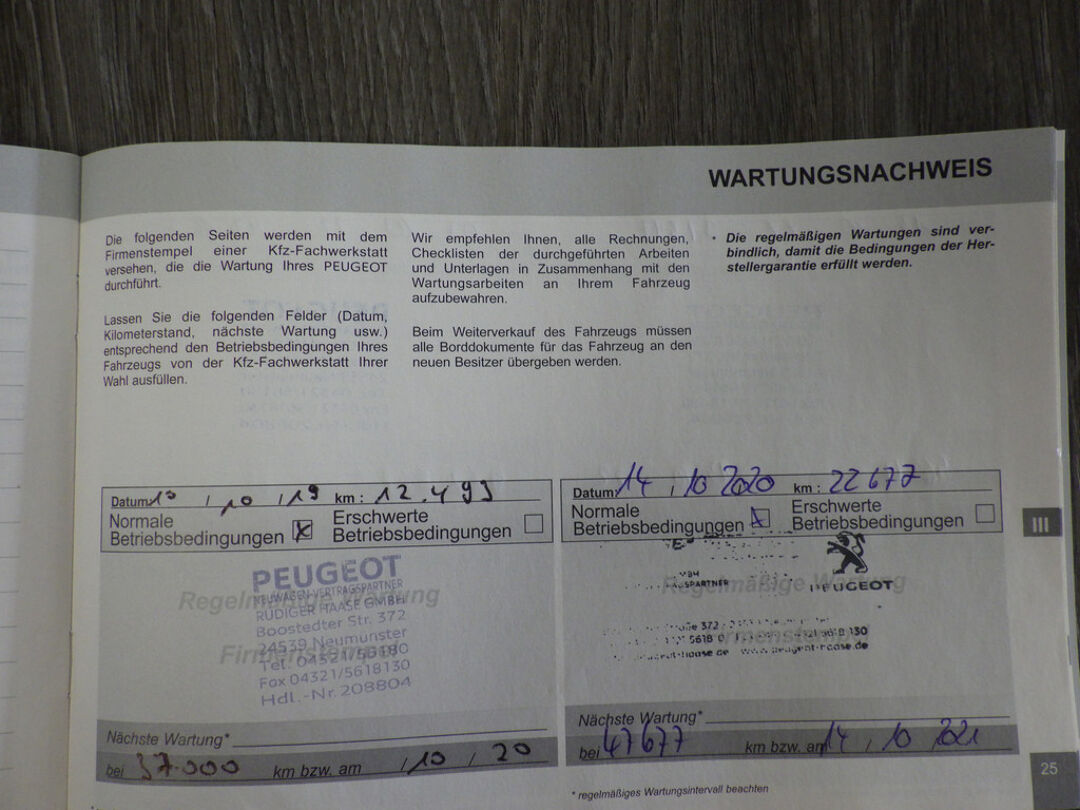 WARTUNGSNACHWEIS
Die folgenden Seiten werden mit dem
Firmenstempel einer Kfz-Fachwerkstatt
versehen, die die Wartung Ihres PEUGEOT
durchführt.
Lassen Sie die folgenden Felder (Datum,
Kilometerstand, nächste Wartung usw.)
entsprechend den Betriebsbedingungen Ihres
Fahrzeugs von der Kfz-Fachwerkstatt Ihrer
Wahl ausfüllen.
Wir empfehlen Ihnen, alle Rechnungen,
Checklisten der durchgeführten Arbeiten
und Unterlagen in Zusammenhang mit den
Wartungsarbeiten an Ihrem Fahrzeug
aufzubewahren.
Beim Weiterverkauf des Fahrzeugs müssen
alle Borddokumente für das Fahrzeug an den
neuen Besitzer übergeben werden.
• Die regelmäßigen Wartungen sind ver-
bindlich, damit die Bedingungen der Her-
stellergarantie erfüllt werden.
Datum / 10 / 19 km : 12.493
Normale Betriebsbedingungen
Erschwerte Betriebsbedingungen
PEUGEOT
NEUWAGEN-VERTRAGSPARTNER
RÜDIGER HAASE GMBH
Boostedter Str. 372
24539 Neumünster
Tel. 04321/56180
Fax 04321/5618130
Hdl.-Nr. 208804
Regelmäßige Wartung
Firmenstempel
Nächste Wartung*
bei 37.000 km bzw. am / 10 / 20
Datum: 14 / 10 2020 km : 22677
Normale Betriebsbedingungen
Erschwerte Betriebsbedingungen
PEUGEOT
Regelmäßige Wartung
Firmenstempel
Nächste Wartung*
bei 47677 km bzw. am 14 / 10 / 2021
* regelmäßiges Wartungsintervall beachten
III
25